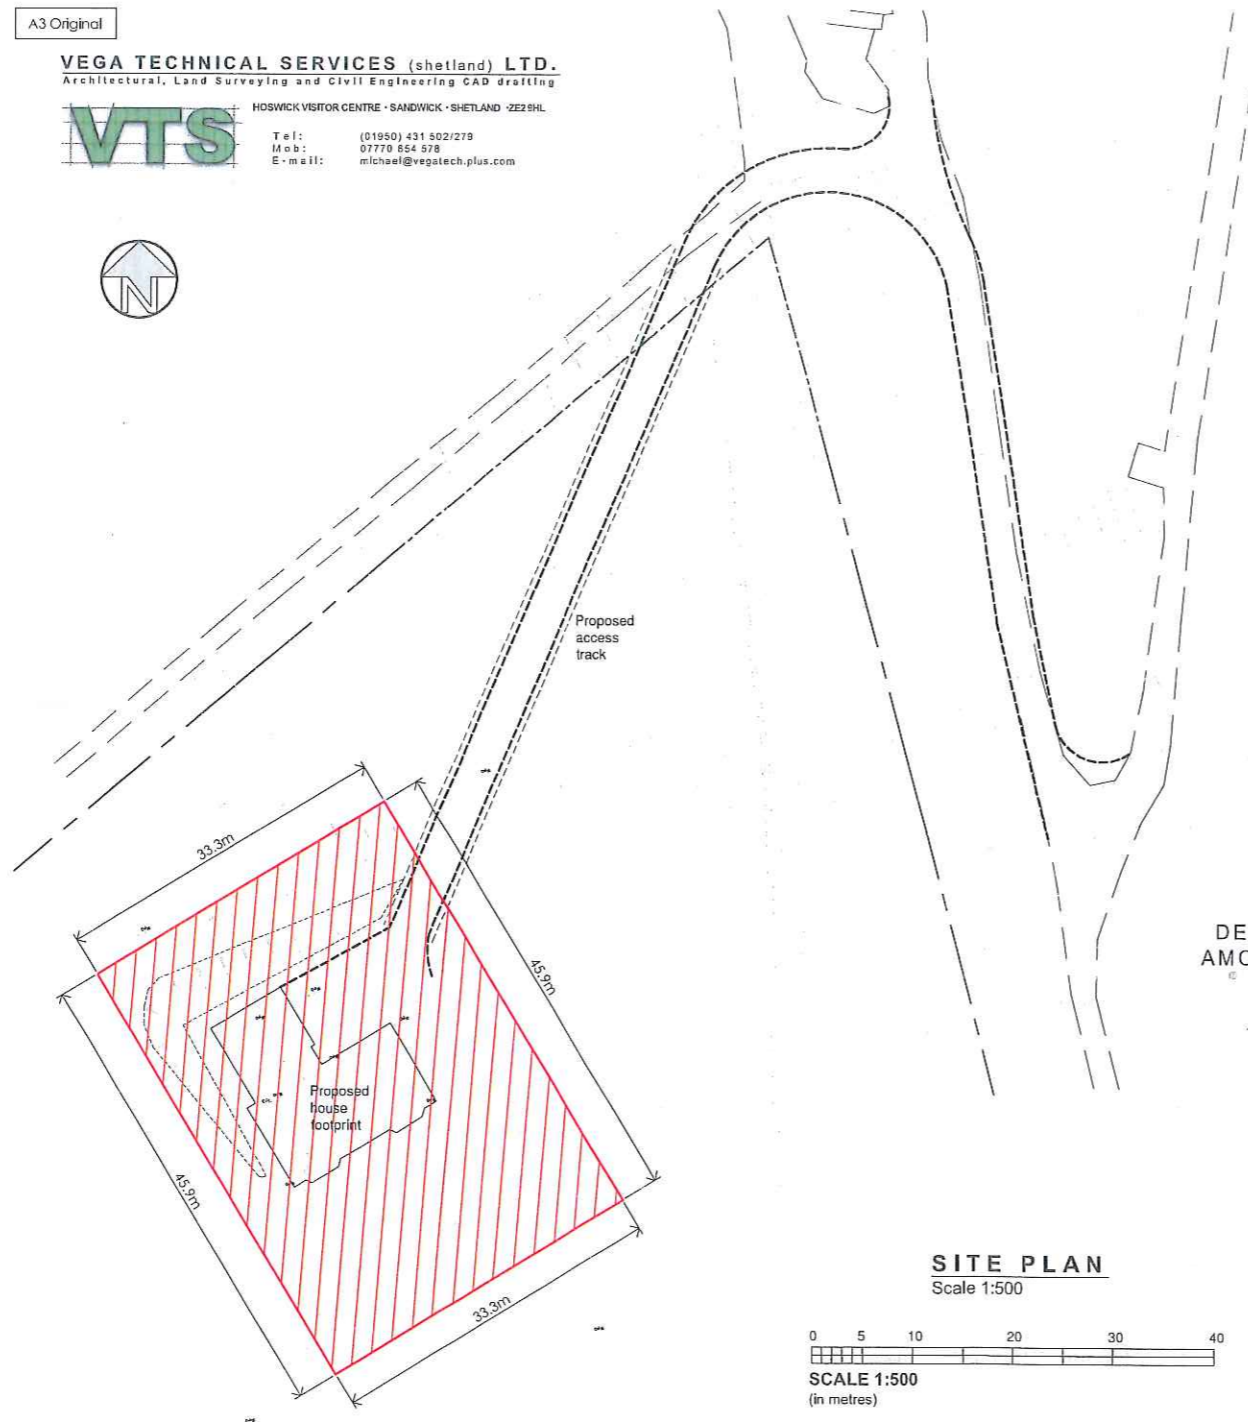 A3 Original
VEGA TECHNICAL SERVICES (shetland) LTD.
Architectural, Land Surveying and Civil Engineering CAD drafting
VTS
HOSWICK VISITOR CENTRE · SANDWICK · SHETLAND · ZE2 9HL
Tel: (01950) 431 502/279
Mob: 07770 654 578
E-mail: michael@vegatech.plus.com
N
Proposed
access
track
33.3m
45.9m
DE
AMO
Proposed
house
footprint
45.9m
33.3m
SITE PLAN
Scale 1:500
0 5 10 20 30 40
SCALE 1:500
(in metres)